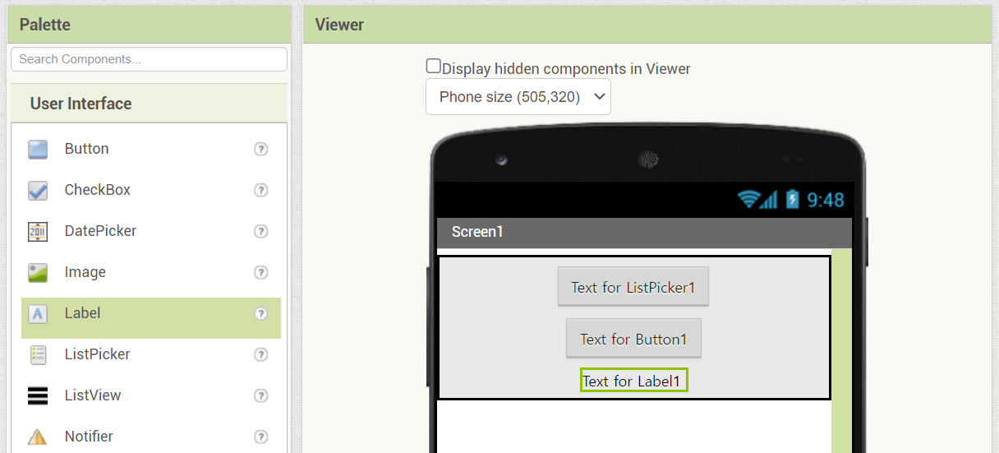 Palette
Search Components...
User Interface
Button ?
CheckBox ?
2011 DatePicker ?
Image ?
A Label ?
ListPicker ?
ListView ?
Notifier ?
Viewer
Display hidden components in Viewer
Phone size (505,320)
9:48
Screen1
Text for ListPicker1
Text for Button1
Text for Label1